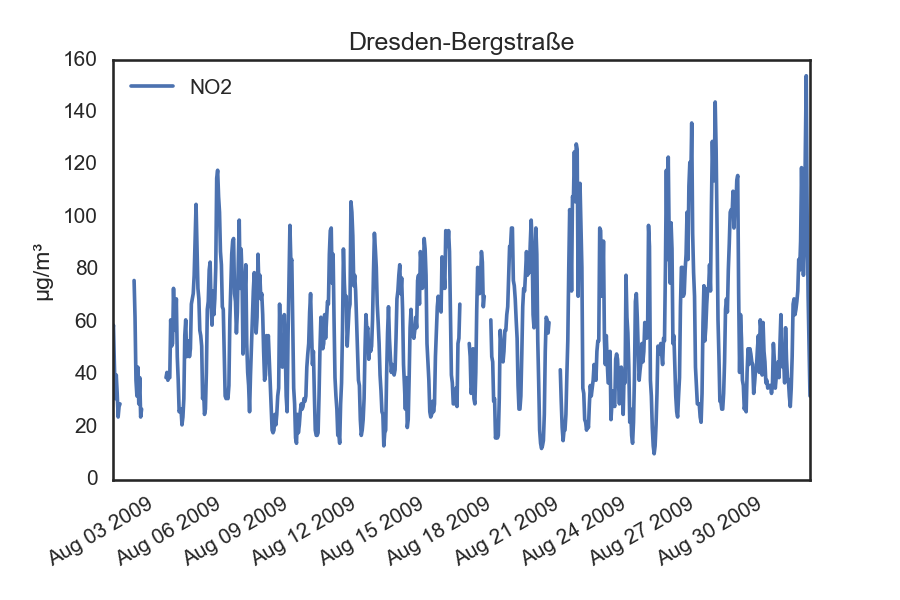 Dresden-Bergstraße
NO2
µg/m³
160
140
120
100
80
60
40
20
0
Aug 03 2009
Aug 06 2009
Aug 09 2009
Aug 12 2009
Aug 15 2009
Aug 18 2009
Aug 21 2009
Aug 24 2009
Aug 27 2009
Aug 30 2009